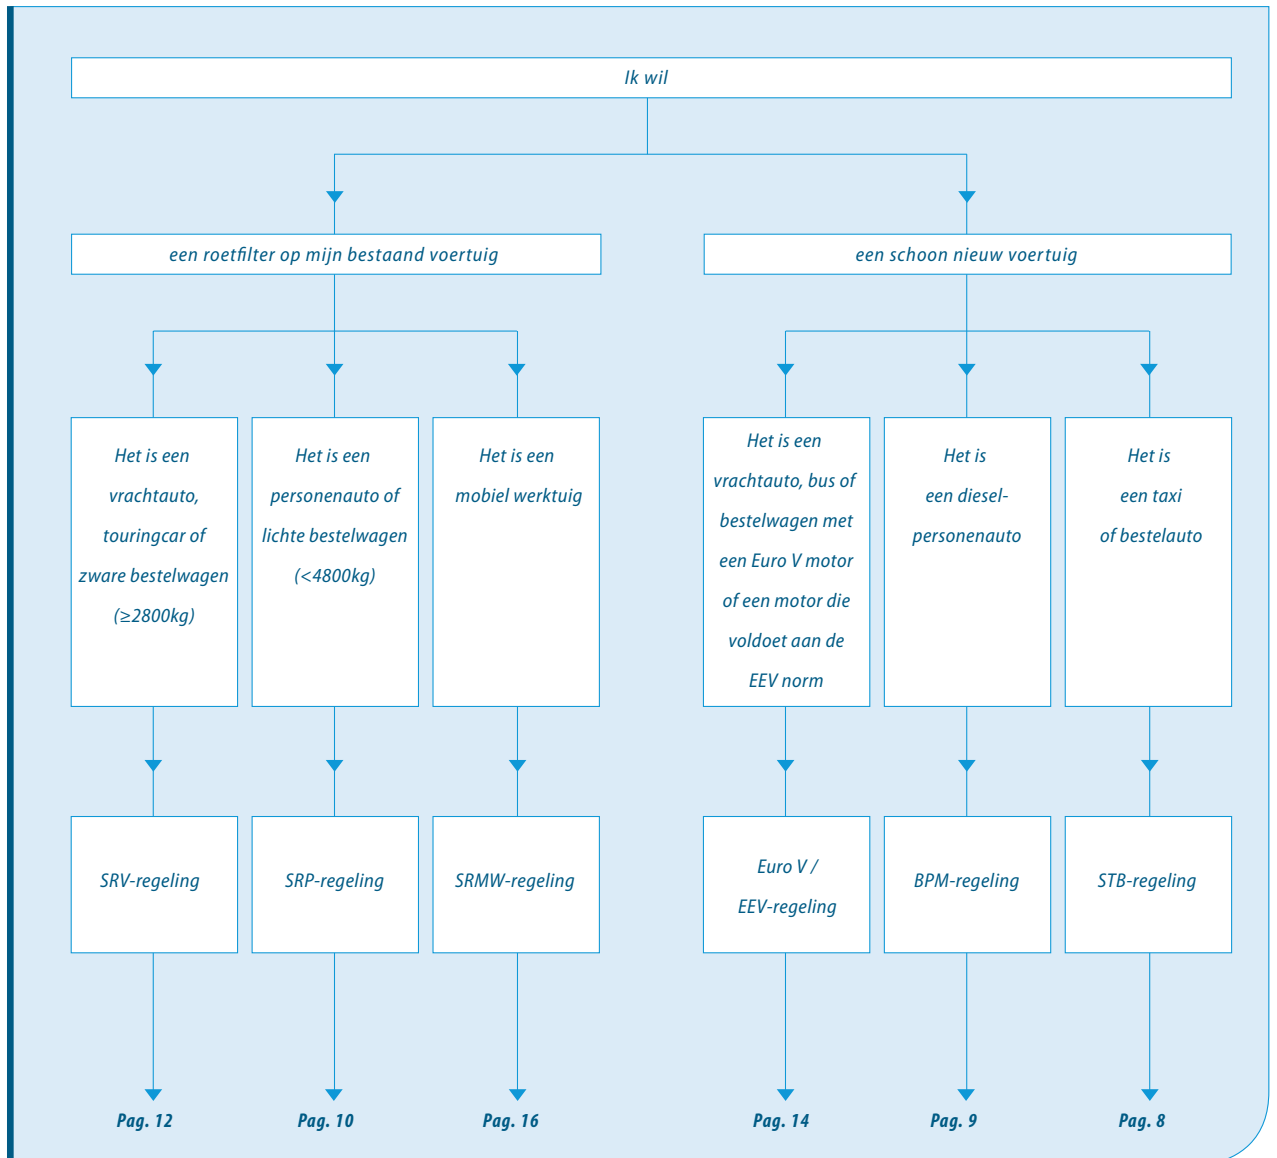 Ik wil
een roetfilter op mijn bestaand voertuig
een schoon nieuw voertuig
Het is een
vrachtauto,
touringcar of
zware bestelwagen
(≥2800kg)
Het is een
personenauto of
lichte bestelwagen
(<4800kg)
Het is een
mobiel werktuig
Het is een
vrachtauto, bus of
bestelwagen met
een Euro V motor
of een motor die
voldoet aan de
EEV norm
Het is
een diesel-
personenauto
Het is
een taxi
of bestelauto
SRV-regeling
SRP-regeling
SRMW-regeling
Euro V /
EEV-regeling
BPM-regeling
STB-regeling
Pag. 12
Pag. 10
Pag. 16
Pag. 14
Pag. 9
Pag. 8